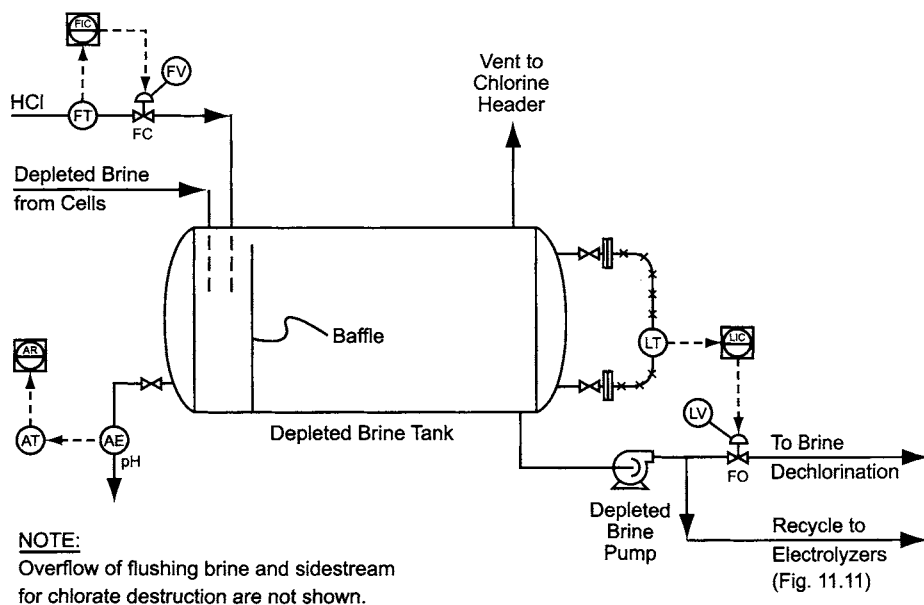 FIC
FV
HCl
FT
FC
Vent to
Chlorine
Header
Depleted Brine
from Cells
Baffle
AR
LT
LIC
LV
AT
AE
pH
Depleted Brine Tank
To Brine
Dechlorination
FO
Depleted
Brine
Pump
Recycle to
Electrolyzers
(Fig. 11.11)
NOTE:
Overflow of flushing brine and sidestream
for chlorate destruction are not shown.